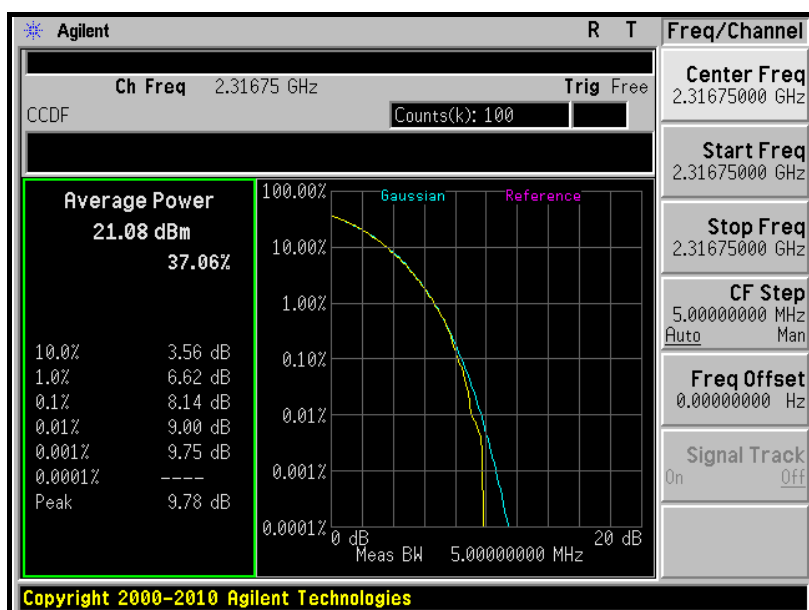 Agilent R T Freq/Channel
Ch Freq 2.31675 GHz Trig Free
CCDF Counts(k): 100
Average Power
21.08 dBm
37.06%
10.0% 3.56 dB
1.0% 6.62 dB
0.1% 8.14 dB
0.01% 9.00 dB
0.001% 9.75 dB
0.0001% ----
Peak 9.78 dB
100.00% Gaussian Reference
10.00%
1.00%
0.10%
0.01%
0.001%
0.0001%
0 dB 20 dB
Meas BW 5.00000000 MHz
Center Freq
2.31675000 GHz
Start Freq
2.31675000 GHz
Stop Freq
2.31675000 GHz
CF Step
5.00000000 MHz
Auto Man
Freq Offset
0.00000000 Hz
Signal Track
On Off
Copyright 2000-2010 Agilent Technologies